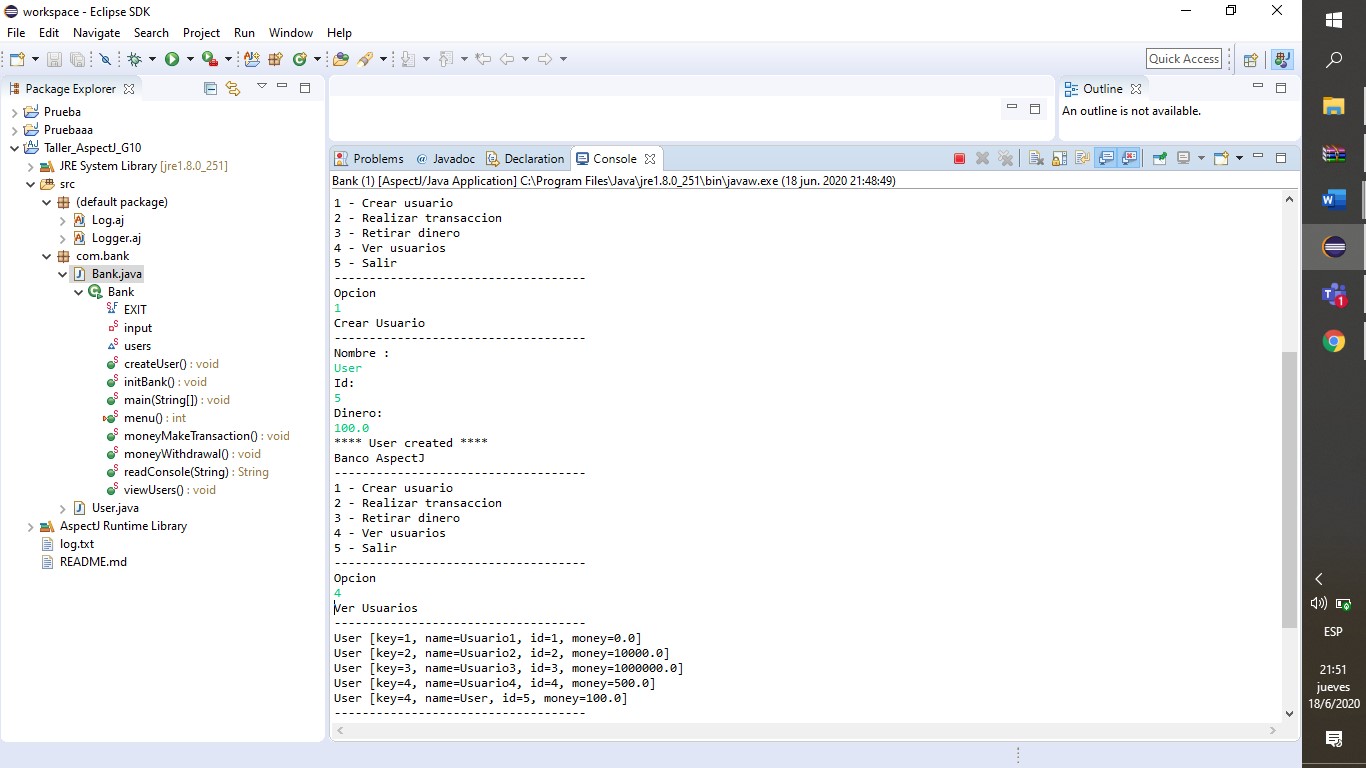 workspace - Eclipse SDK
File Edit Navigate Search Project Run Window Help
Quick Access
Package Explorer
Prueba
Pruebaaa
Taller_AspectJ_G10
JRE System Library [jre1.8.0_251]
src
(default package)
Log.aj
Logger.aj
com.bank
Bank.java
Bank
EXIT
input
users
createUser() : void
initBank() : void
main(String[]) : void
menu() : int
moneyMakeTransaction() : void
moneyWithdrawal() : void
readConsole(String) : String
viewUsers() : void
User.java
AspectJ Runtime Library
log.txt
README.md
Outline
An outline is not available.
Problems @ Javadoc Declaration Console
Bank (1) [AspectJ/Java Application] C:\Program Files\Java\jre1.8.0_251\bin\javaw.exe (18 jun. 2020 21:48:49)
1 - Crear usuario
2 - Realizar transaccion
3 - Retirar dinero
4 - Ver usuarios
5 - Salir
------------------------------------
Opcion
1
Crear Usuario
------------------------------------
Nombre :
User
Id:
5
Dinero:
100.0
**** User created ****
Banco AspectJ
------------------------------------
1 - Crear usuario
2 - Realizar transaccion
3 - Retirar dinero
4 - Ver usuarios
5 - Salir
------------------------------------
Opcion
4
Ver Usuarios
------------------------------------
User [key=1, name=Usuario1, id=1, money=0.0]
User [key=2, name=Usuario2, id=2, money=10000.0]
User [key=3, name=Usuario3, id=3, money=1000000.0]
User [key=4, name=Usuario4, id=4, money=500.0]
User [key=4, name=User, id=5, money=100.0]
------------------------------------
1
ESP
21:51
jueves
18/6/2020